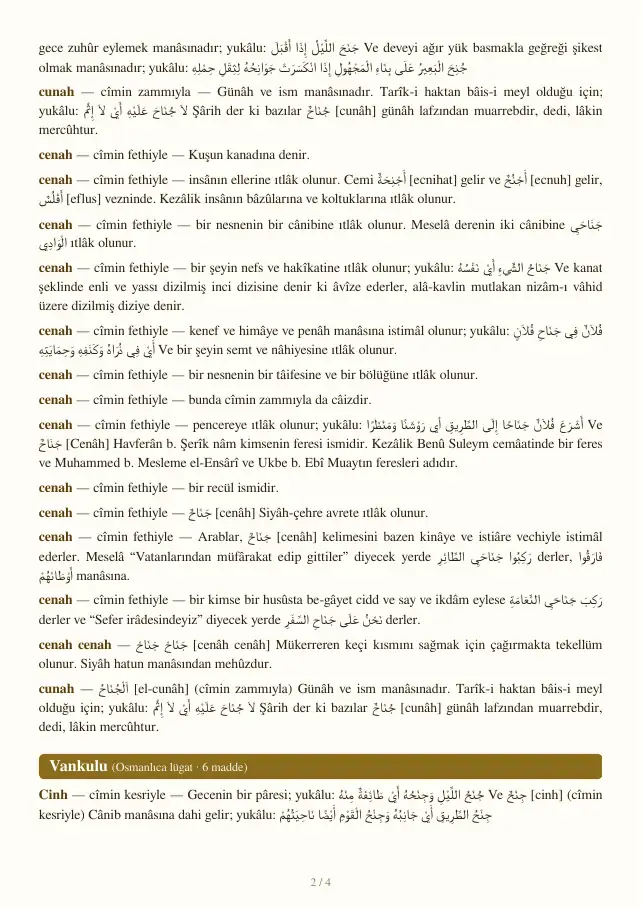 gece zuhûr eylemek manâsınadır; yukâlu: جَنَحَ اللَّيْلُ إِذَا أَقْبَلَ Ve deveyi ağır yük basmakla geğreği şikest
olmak manâsınadır; yukâlu: جُنِحَ الْبَعِيرُ عَلَى بِنَاءِ الْمَجْهُولِ إِذَا انْكَسَرَتْ جَوَانِحُهُ لِثِقَلِ حِمْلِهِ
cunah — cîmin zammıyla — Günâh ve ism manâsınadır. Tarîk-i haktan bâis-i meyl olduğu için;
yukâlu: لاَ جُنَاحَ عَلَيْهِ أَيْ لاَ إِثْمَ Şârih der ki bazılar جُنَاحٌ [cunâh] günâh lafzından muarrebdir, dedi, lâkin
mercûhtur.
cenah — cîmin fethiyle — Kuşun kanadına denir.
cenah — cîmin fethiyle — insânın ellerine ıtlâk olunur. Cemi أَجْنِحَةٌ [ecnihat] gelir ve أَجْنُحٌ [ecnuh] gelir,
أَفْلُسٌ [eflus] vezninde. Kezâlik insânın bâzûlarına ve koltuklarına ıtlâk olunur.
cenah — cîmin fethiyle — bir nesnenin bir cânibine ıtlâk olunur. Meselâ derenin iki cânibine جَنَاحَيِ
الْوَادِي ıtlâk olunur.
cenah — cîmin fethiyle — bir şeyin nefs ve hakîkatine ıtlâk olunur; yukâlu: جَنَاحُ الشَّيءِ أَيْ نَفْسُهُ Ve kanat
şeklinde enli ve yassı dizilmiş inci dizisine denir ki âvîze ederler, alâ-kavlin mutlakan nizâm-ı vâhid
üzere dizilmiş diziye denir.
cenah — cîmin fethiyle — kenef ve himâye ve penâh manâsına istimâl olunur; yukâlu: فُلاَنٌ فِي جَنَاحِ فُلاَنٍ
أَيْ فِي ذُرَاهُ وَكَنَفِهِ وَحِمَايَتِهِ Ve bir şeyin semt ve nâhiyesine ıtlâk olunur.
cenah — cîmin fethiyle — bir nesnenin bir tâifesine ve bir bölüğüne ıtlâk olunur.
cenah — cîmin fethiyle — bunda cîmin zammıyla da câizdir.
cenah — cîmin fethiyle — pencereye ıtlâk olunur; yukâlu: أَشْرَعَ فُلاَنٌ جَنَاحًا إِلَى الطَّرِيقِ أَي رَوْشَنًا وَمَنْظَرًا Ve
جَنَاحٌ [Cenâh] Havferân b. Şerîk nâm kimsenin feresi ismidir. Kezâlik Benû Suleym cemâatinde bir feres
ve Muhammed b. Mesleme el-Ensârî ve Ukbe b. Ebî Muaytın feresleri adıdır.
cenah — cîmin fethiyle — bir recül ismidir.
cenah — cîmin fethiyle — جَنَاحٌ [cenâh] Siyâh-çehre avrete ıtlâk olunur.
cenah — cîmin fethiyle — Arablar, جَنَاحٌ [cenâh] kelimesini bazen kinâye ve istiâre vechiyle istimâl
ederler. Meselâ “Vatanlarından müfârakat edip gittiler” diyecek yerde رَكِبُوا جَنَاحَيِ الطَّائِرِ derler, فَارَقُوا
أَوْطَانَهُمْ manâsına.
cenah — cîmin fethiyle — bir kimse bir husûsta be-gâyet cidd ve say ve ikdâm eylese رَكِبَ جَنَاحَيِ النَّعَامَةِ
derler ve “Sefer irâdesindeyiz” diyecek yerde نَحْنُ عَلَى جَنَاحِ السَّفَرِ derler.
cenah cenah — جَنَاحَ جَنَاحَ [cenâh cenâh] Mükerreren keçi kısmını sağmak için çağırmakta tekellüm
olunur. Siyâh hatun manâsından mehûzdur.
cunah — اَلْجُنَاحُ [el-cunâh] (cîmin zammıyla) Günâh ve ism manâsınadır. Tarîk-i haktan bâis-i meyl
olduğu için; yukâlu: لاَ جُنَاحَ عَلَيْهِ أَيْ لاَ إِثْمَ Şârih der ki bazılar جُنَاحٌ [cunâh] günâh lafzından muarrebdir,
dedi, lâkin mercûhtur.
Vankulu (Osmanlıca lügat · 6 madde)
Cinh — cîmin kesriyle — Gecenin bir pâresi; yukâlu: جُنْحُ اللَّيْلِ وَجِنْحُهُ أَيْ طَائِفَةٌ مِنْهُ Ve جِنْحٌ [cinh] (cîmin
kesriyle) Cânib manâsına dahi gelir; yukâlu: جِنْحُ الطَّرِيقِ أَيْ جَانِبُهُ وَجِنْحُ الْقَوْمِ أَيْضًا نَاحِيَتُهُمْ
2 / 4